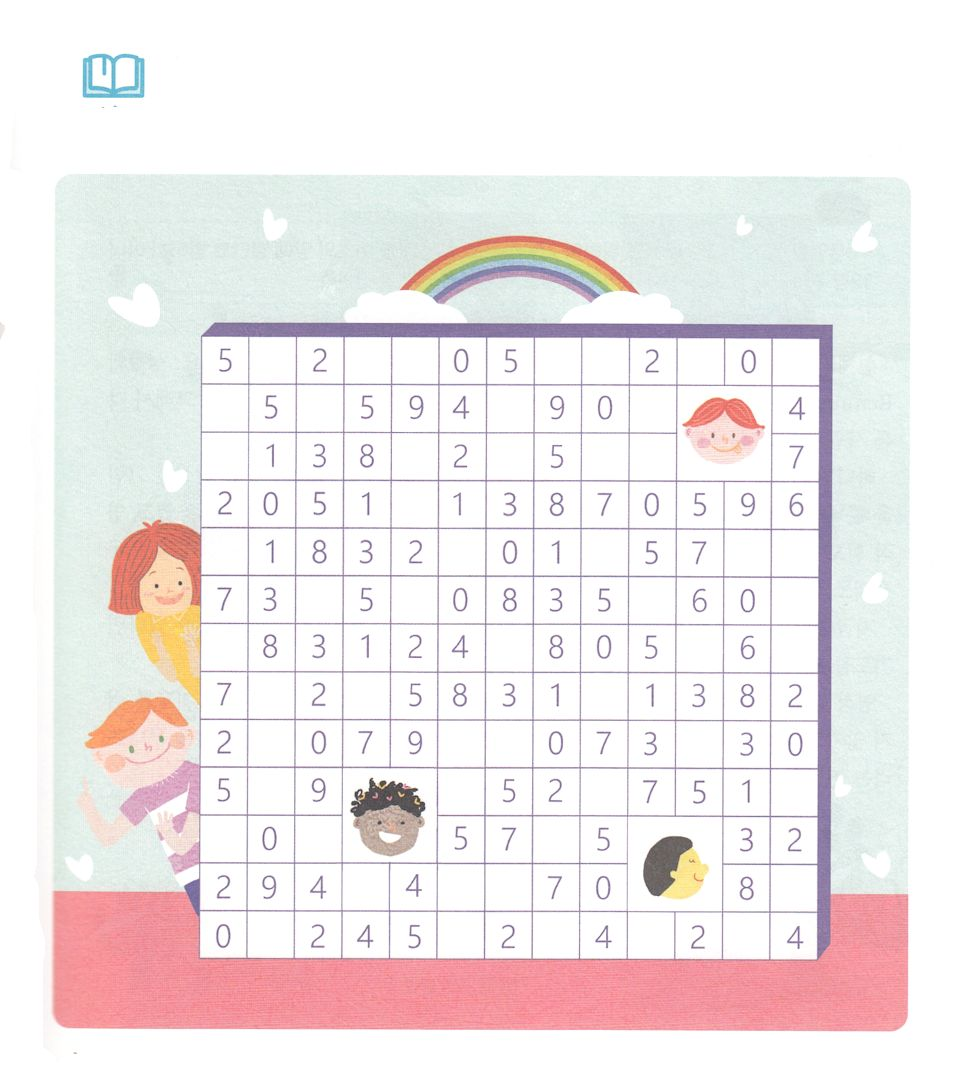 5 2 0 5 2 0
5 5 9 4 9 0 4
1 3 8 2 5 7
2 0 5 1 1 3 8 7 0 5 9 6
1 8 3 2 0 1 5 7
7 3 5 0 8 3 5 6 0
8 3 1 2 4 8 0 5 6
7 2 5 8 3 1 1 3 8 2
2 0 7 9 0 7 3 3 0
5 9 5 2 7 5 1
0 5 7 5 3 2
2 9 4 4 7 0 8
0 2 4 5 2 4 2 4